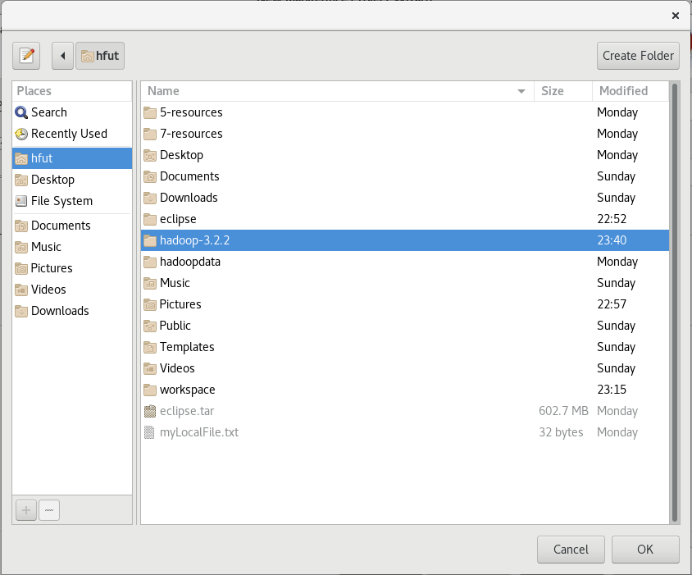 hfut
Create Folder
Places
Search
Recently Used
hfut
Desktop
File System
Documents
Music
Pictures
Videos
Downloads
Name Size Modified
5-resources Monday
7-resources Monday
Desktop Monday
Documents Sunday
Downloads Sunday
eclipse 22:52
hadoop-3.2.2 23:40
hadoopdata Monday
Music Sunday
Pictures 22:57
Public Sunday
Templates Sunday
Videos Sunday
workspace 23:15
eclipse.tar 602.7 MB Monday
myLocalFile.txt 32 bytes Monday
Cancel OK